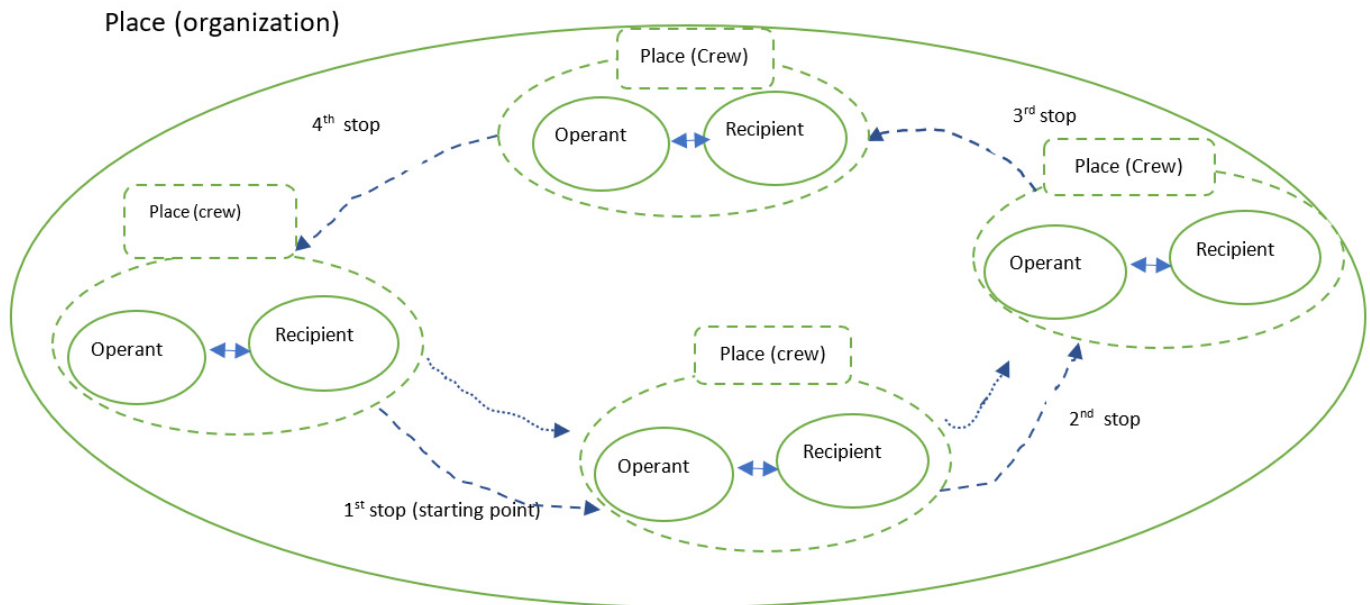 Place (organization)
Place (Crew)
4th stop
Operant
Recipient
3rd stop
Place (Crew)
Place (crew)
Operant
Recipient
Operant
Recipient
Place (crew)
2nd stop
Operant
Recipient
1st stop (starting point)